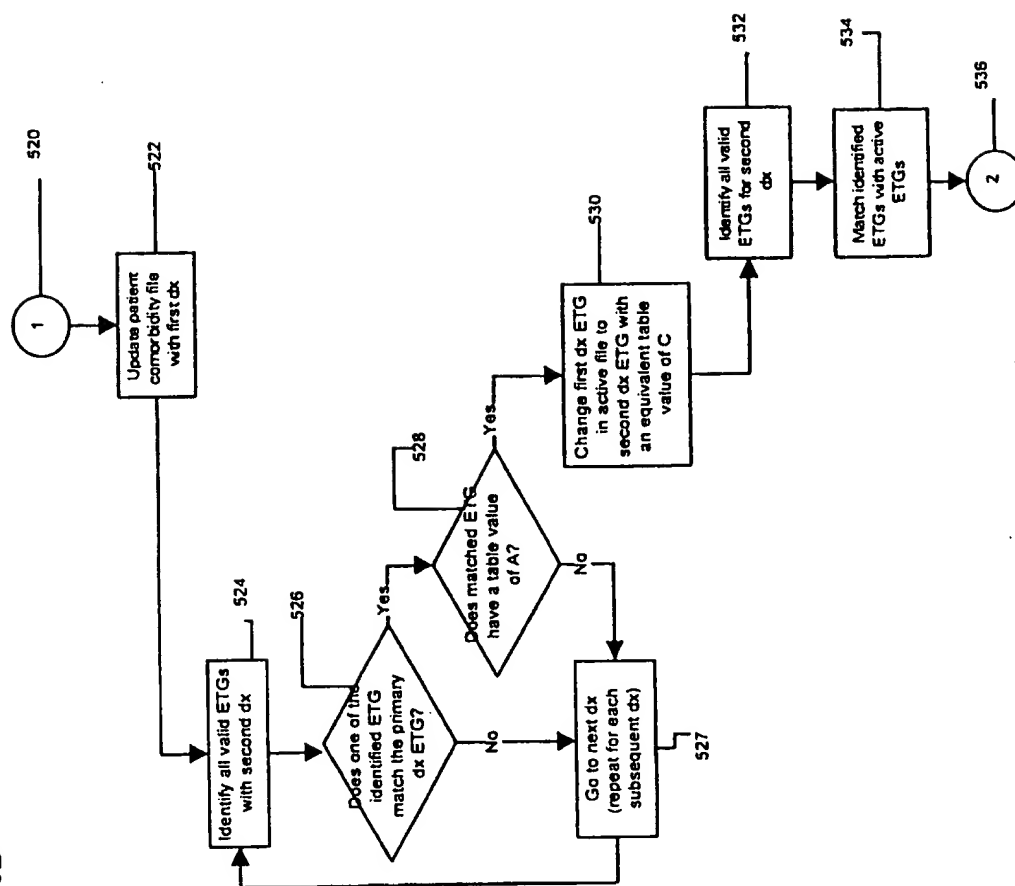 1
520
Update patient
comorbidity file
with first dx
522
Identify all valid ETGs
with second dx
524
Does one of the
identified ETG
match the primary
dx ETG?
526
Yes
No
Does matched ETG
have a table value
of A?
528
Yes
No
Go to next dx
(repeat for each
subsequent dx)
527
Change first dx ETG
in active file to
second dx ETG with
an equivalent table
value of C
530
Identify all valid
ETGs for second
dx
532
Match identified
ETGs with active
ETGs
534
2
536